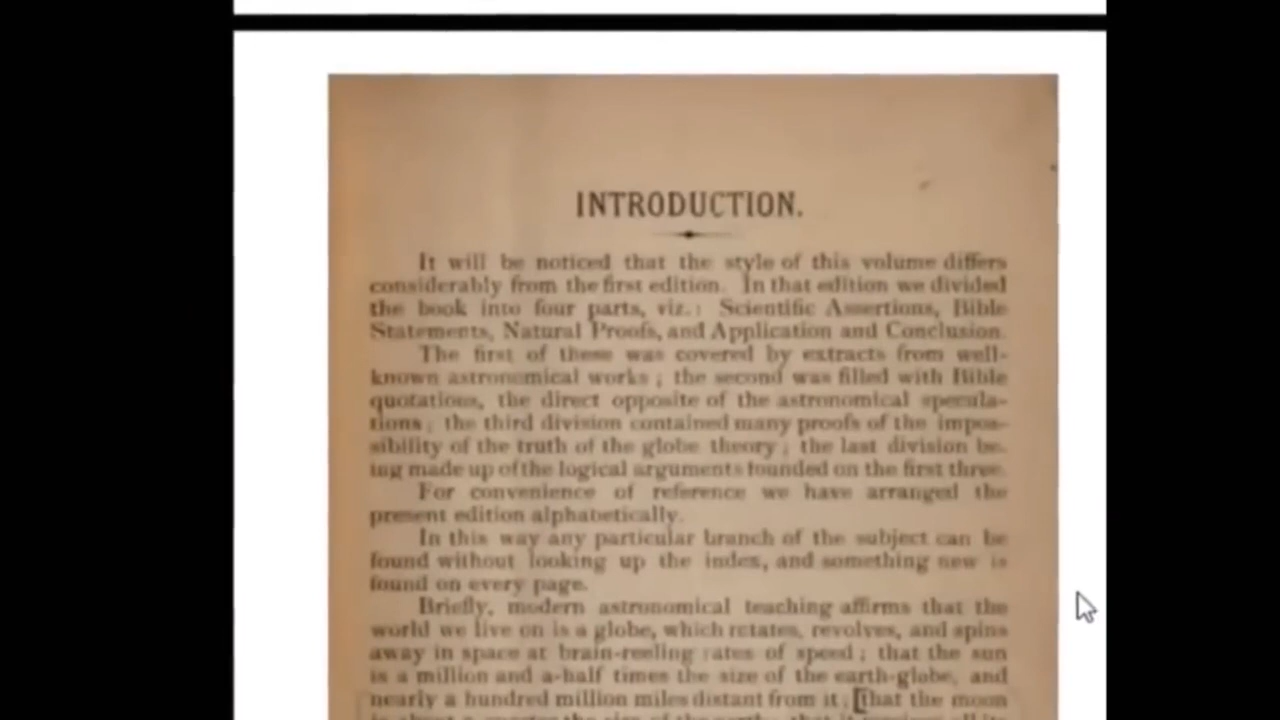 INTRODUCTION.
It will be noticed that the style of this volume differs
considerably from the first edition. In that edition we divided
the book into four parts, viz.: Scientific Assertions, Bible
Statements, Natural Proofs, and Application and Conclusion.
The first of these was covered by extracts from well-
known astronomical works; the second was filled with Bible
quotations, the direct opposite of the astronomical specula-
tions; the third division contained many proofs of the impos-
sibility of the truth of the globe theory; the last division be-
ing made up of the logical arguments founded on the first three.
For convenience of reference we have arranged the
present edition alphabetically.
In this way any particular branch of the subject can be
found without looking up the index, and something new is
found on every page.
Briefly, modern astronomical teaching affirms that the
world we live on is a globe, which rotates, revolves, and spins
away in space at brain-reeling rates of speed; that the sun
is a million and a-half times the size of the earth-globe, and
nearly a hundred million miles distant from it; that the moon